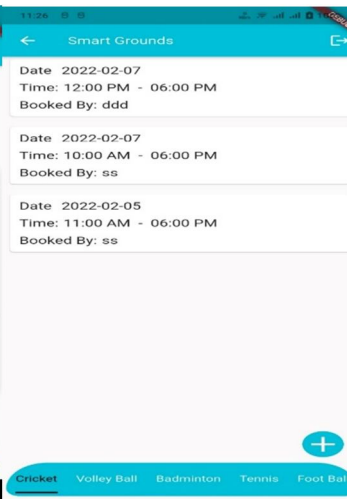 11:26
Smart Grounds
Date 2022-02-07
Time: 12:00 PM - 06:00 PM
Booked By: ddd
Date 2022-02-07
Time: 10:00 AM - 06:00 PM
Booked By: ss
Date 2022-02-05
Time: 11:00 AM - 06:00 PM
Booked By: ss
Cricket Volley Ball Badminton Tennis Foot Bal